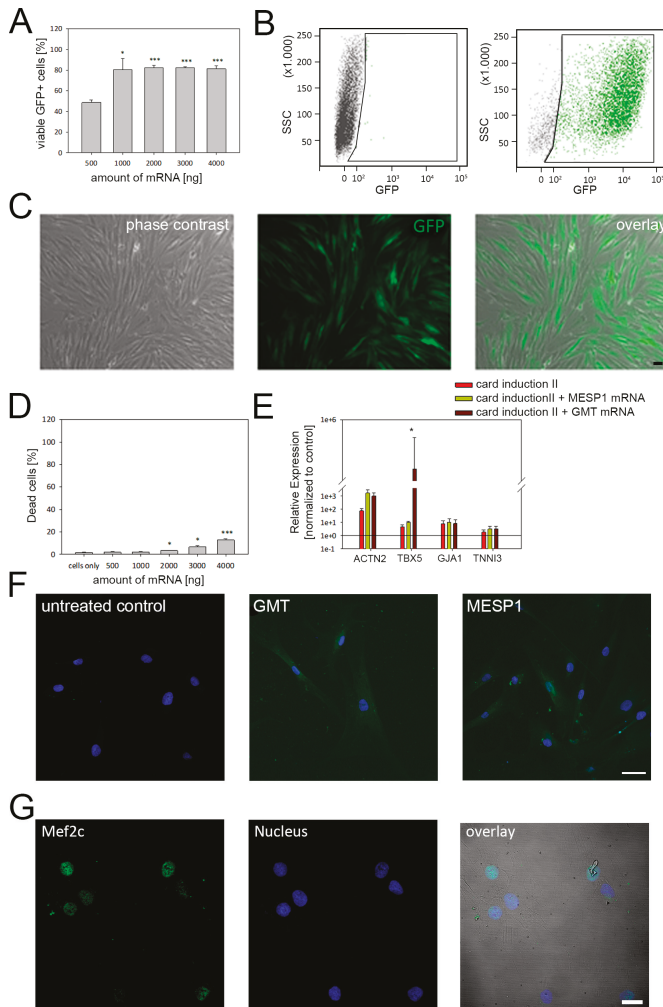 A
viable GFP+ cells [%]
120
100
80
60
40
20
0
* *** *** ***
500 1000 2000 3000 4000
amount of mRNA [ng]
B
SSC (x1.000)
250
200
150
100
50
0 10² 10³ 10⁴ 10⁵
GFP
SSC (x1.000)
250
200
150
100
50
0 10² 10³ 10⁴ 10⁵
GFP
C
phase contrast
GFP
overlay
D
Dead cells [%]
120
100
80
60
40
20
0
* * ***
cells only 500 1000 2000 3000 4000
amount of mRNA [ng]
card induction II
card inductionII + MESP1 mRNA
card induction II + GMT mRNA
E
Relative Expression
[normalized to control]
1e+6
1e+3
1e+2
1e+1
1e+0
1e-1
*
ACTN2 TBX5 GJA1 TNNI3
F
untreated control
GMT
MESP1
G
Mef2c
Nucleus
overlay